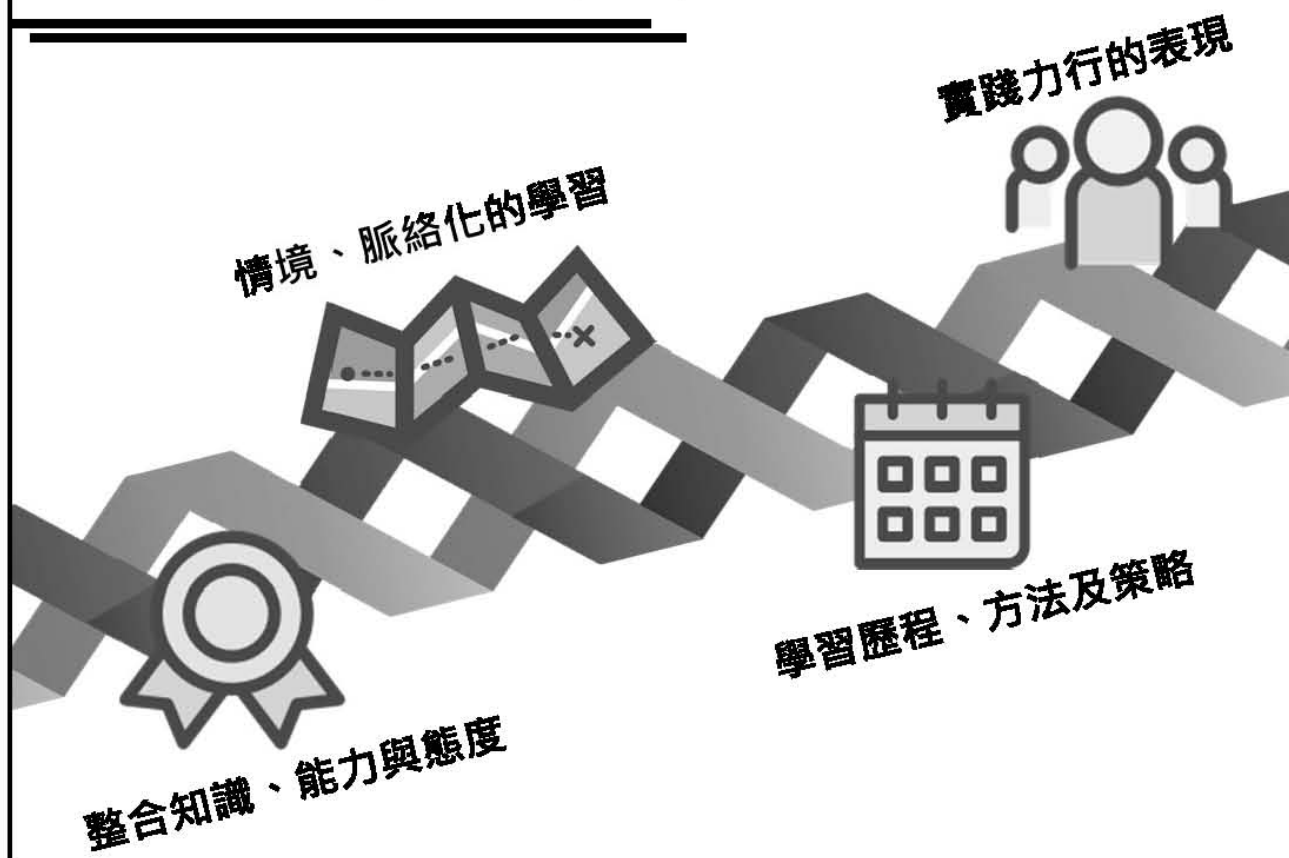 實踐力行的表現
情境、脈絡化的學習
學習歷程、方法及策略
整合知識、能力與態度